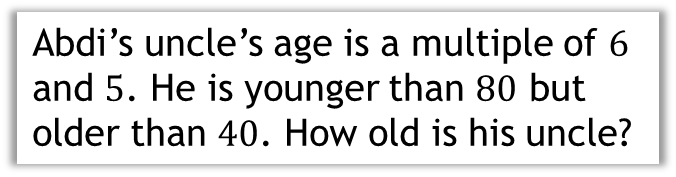 Abdi’s uncle’s age is a multiple of 6
and 5. He is younger than 80 but
older than 40. How old is his uncle?